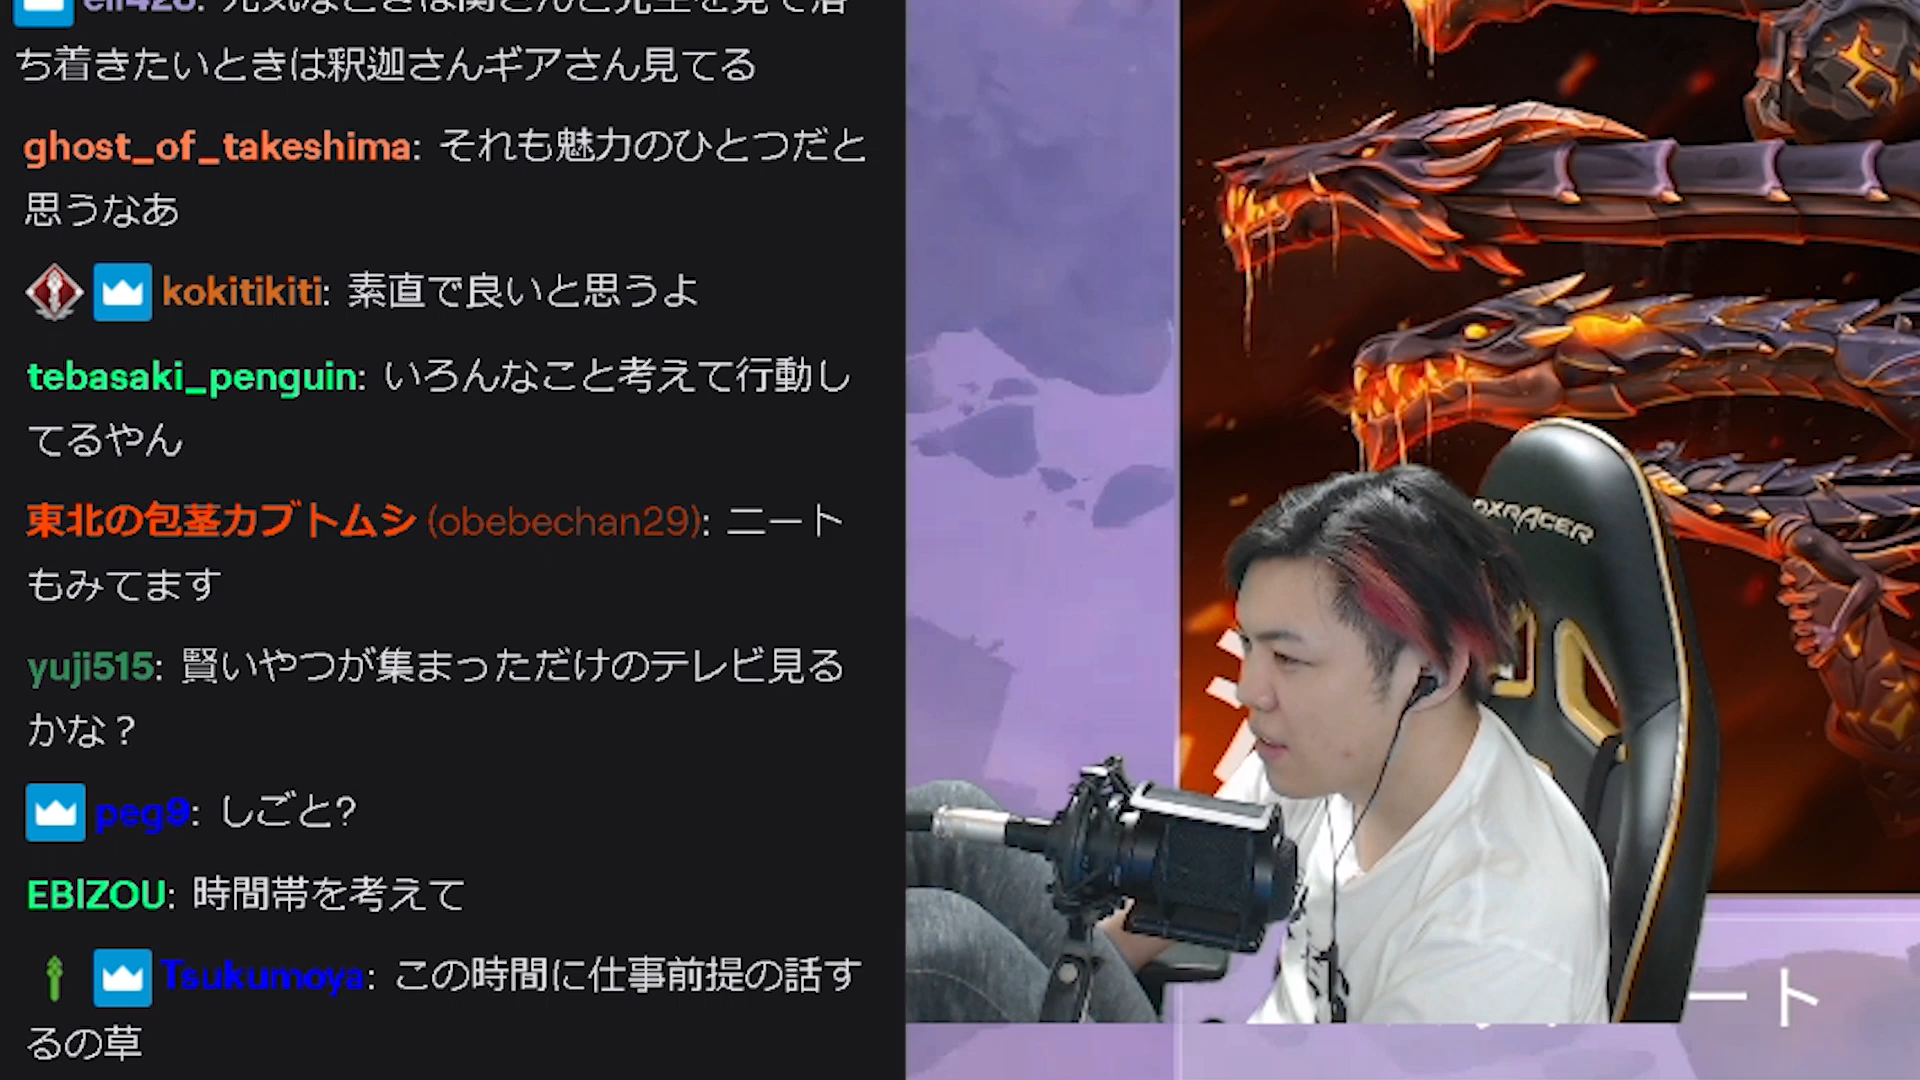 ち着きたいときは釈迦さんギアさん見てる
ghost_of_takeshima: それも魅力のひとつだと
思うなあ
kokitikiti: 素直で良いと思うよ
tebasaki_penguin: いろんなこと考えて行動し
てるやん
東北の包茎カブトムシ (obebechan29): ニート
もみてます
yuji515: 賢いやつが集まっただけのテレビ見る
かな？
peg9: しごと?
EBIZOU: 時間帯を考えて
Tsukumoya: この時間に仕事前提の話す
るの草
DXRACER
ート